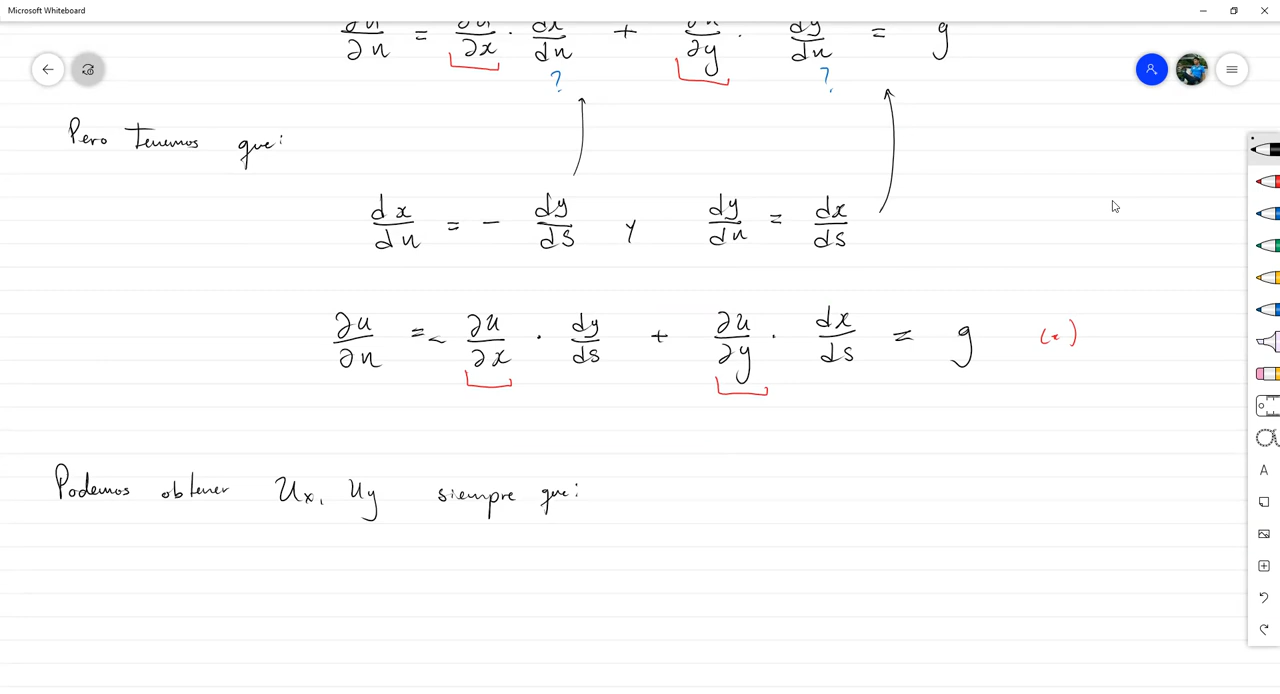 Microsoft Whiteboard
∂u/∂n = ∂u/∂x · dx/dn + ∂u/∂y · dy/dn = g
? ?
Pero tenemos que:
dx/dn = - dy/ds y dy/dn = dx/ds
∂u/∂n = - ∂u/∂x · dy/ds + ∂u/∂y · dx/ds = g (*)
Podemos obtener Ux, Uy siempre que:
A